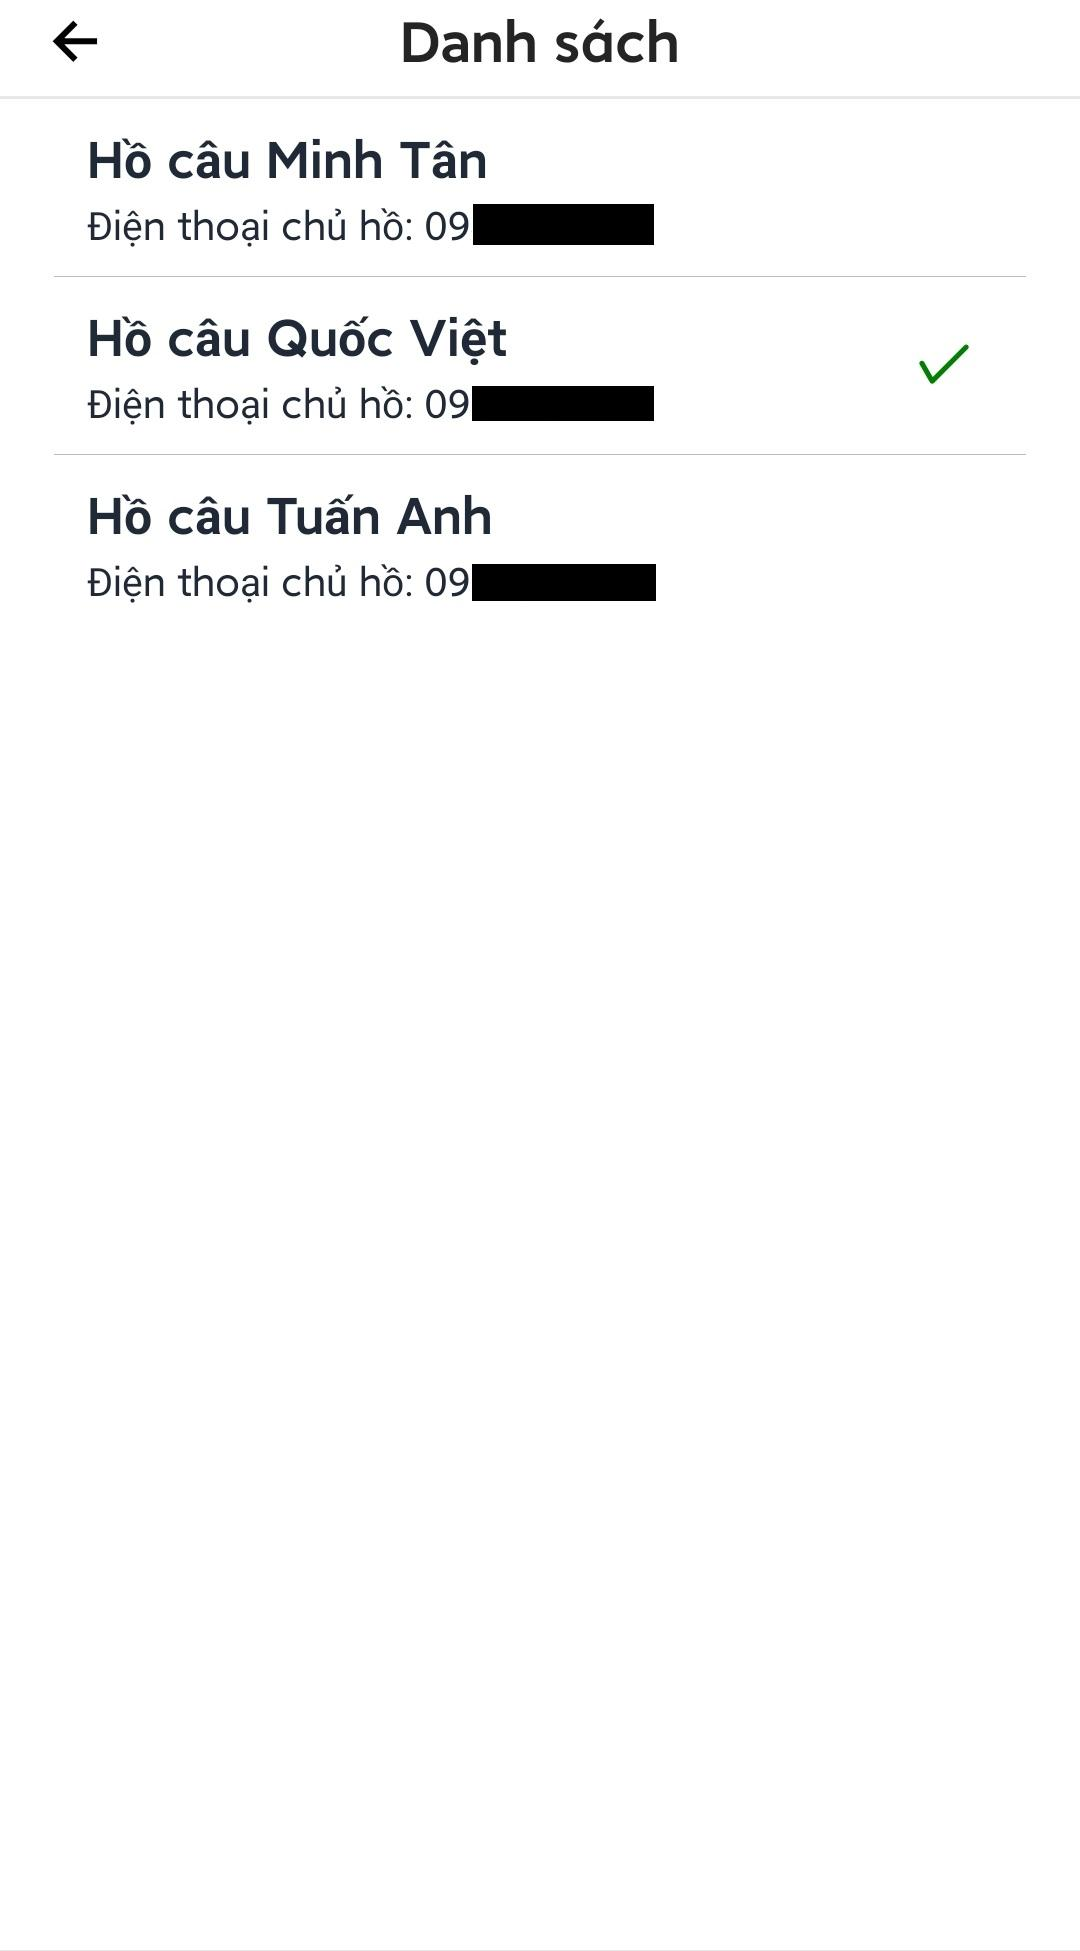 Danh sách
Hồ câu Minh Tân
Điện thoại chủ hồ: 09
Hồ câu Quốc Việt
Điện thoại chủ hồ: 09
Hồ câu Tuấn Anh
Điện thoại chủ hồ: 09